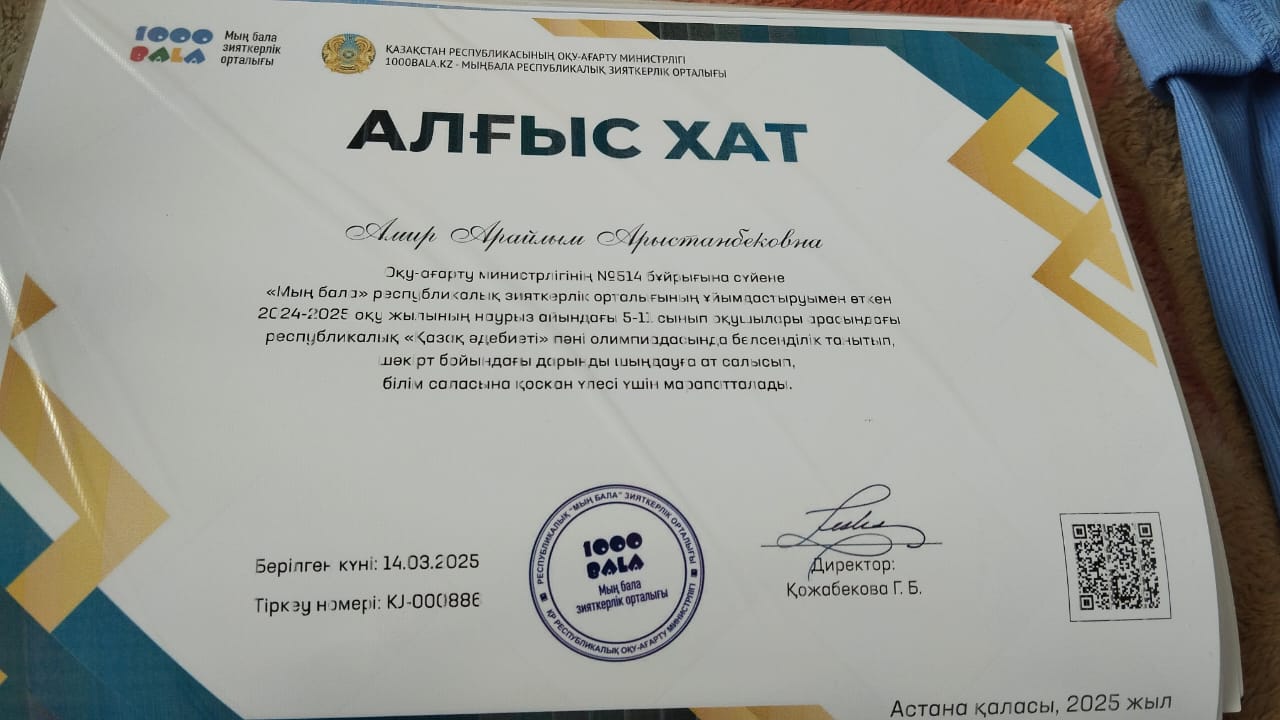 1000
BALA
Мың бала
зияткерлік
орталығы
ҚАЗАҚСТАН РЕСПУБЛИКАСЫНЫҢ ОҚУ-АҒАРТУ МИНИСТРЛІГІ
1000BALA.KZ - МЫҢБАЛА РЕСПУБЛИКАЛЫҚ ЗИЯТКЕРЛІК ОРТАЛЫҒЫ
АЛҒЫС ХАТ
Амир Арайлым Арыстанбековна
Оқу-ағарту министрлігінің №514 бұйрығына сүйене
«Мың бала» республикалық зияткерлік орталығының ұйымдастыруымен өткен
2024-2025 оқу жылының наурыз айындағы 5-11 сынып оқушылары арасындағы
республикалық «Қазақ әдебиеті» пәні олимпиадасында белсенділік танытып,
шәкірт бойындағы дарынды шыңдауға ат салысып,
білім саласына қосқан үлесі үшін марапатталады.
Берілген күні: 14.03.2025
Тіркеу нөмері: KJ-000886
РЕСПУБЛИКАЛЫҚ "МЫҢ БАЛА" ЗИЯТКЕРЛІК ОРТАЛЫҒЫ
1000
BALA
Мың бала
зияткерлік орталығы
ҚР РЕСПУБЛИКАЛЫҚ ОҚУ-АҒАРТУ МИНИСТРЛІГІ
Директор:
Қожабекова Г. Б.
Астана қаласы, 2025 жыл